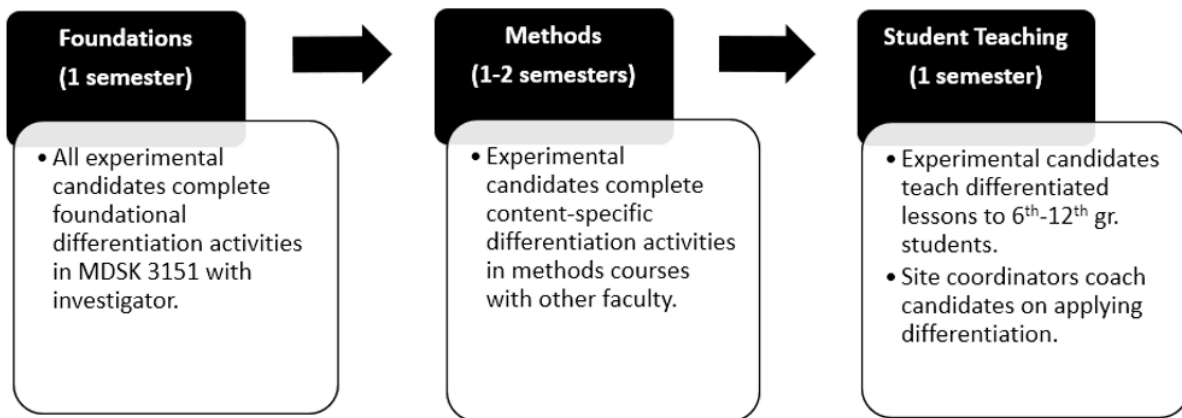 Foundations
(1 semester)
• All experimental
candidates complete
foundational
differentiation activities
in MDSK 3151 with
investigator.
Methods
(1-2 semesters)
• Experimental
candidates complete
content-specific
differentiation activities
in methods courses
with other faculty.
Student Teaching
(1 semester)
• Experimental candidates
teach differentiated
lessons to 6th-12th gr.
students.
• Site coordinators coach
candidates on applying
differentiation.